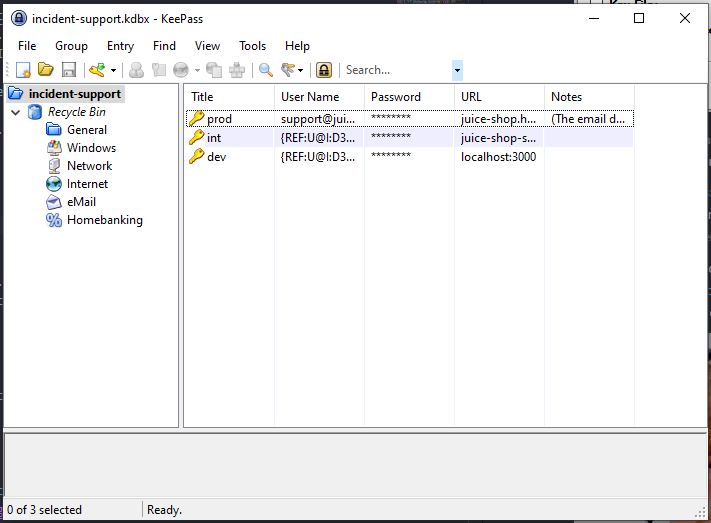 incident-support.kdbx - KeePass
File Group Entry Find View Tools Help
Search...
incident-support
Recycle Bin
General
Windows
Network
Internet
eMail
Homebanking
Title User Name Password URL Notes
prod support@jui... ******** juice-shop.h... (The email d...
int {REF:U@I:D3... ******** juice-shop-s...
dev {REF:U@I:D3... ******** localhost:3000
0 of 3 selected Ready.